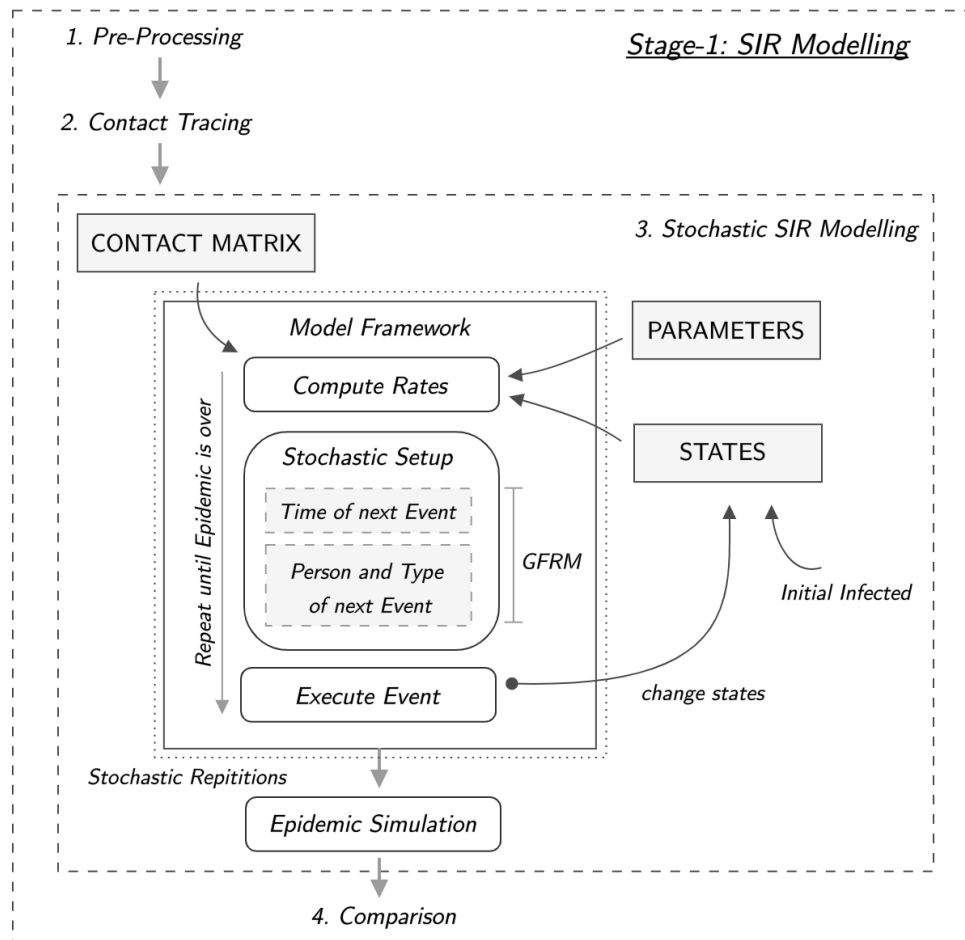 1. Pre-Processing
Stage-1: SIR Modelling
2. Contact Tracing
CONTACT MATRIX
3. Stochastic SIR Modelling
Model Framework
PARAMETERS
Compute Rates
STATES
Repeat until Epidemic is over
Stochastic Setup
Time of next Event
Person and Type
of next Event
GFRM
Initial Infected
Execute Event
change states
Stochastic Repititions
Epidemic Simulation
4. Comparison